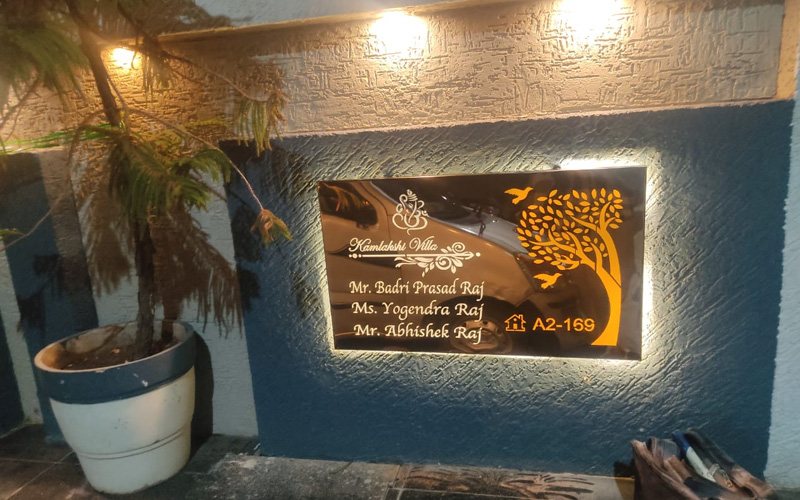 Kamlakshi Villa
Mr. Badri Prasad Raj
Ms. Yogendra Raj
Mr. Abhishek Raj
A2-169